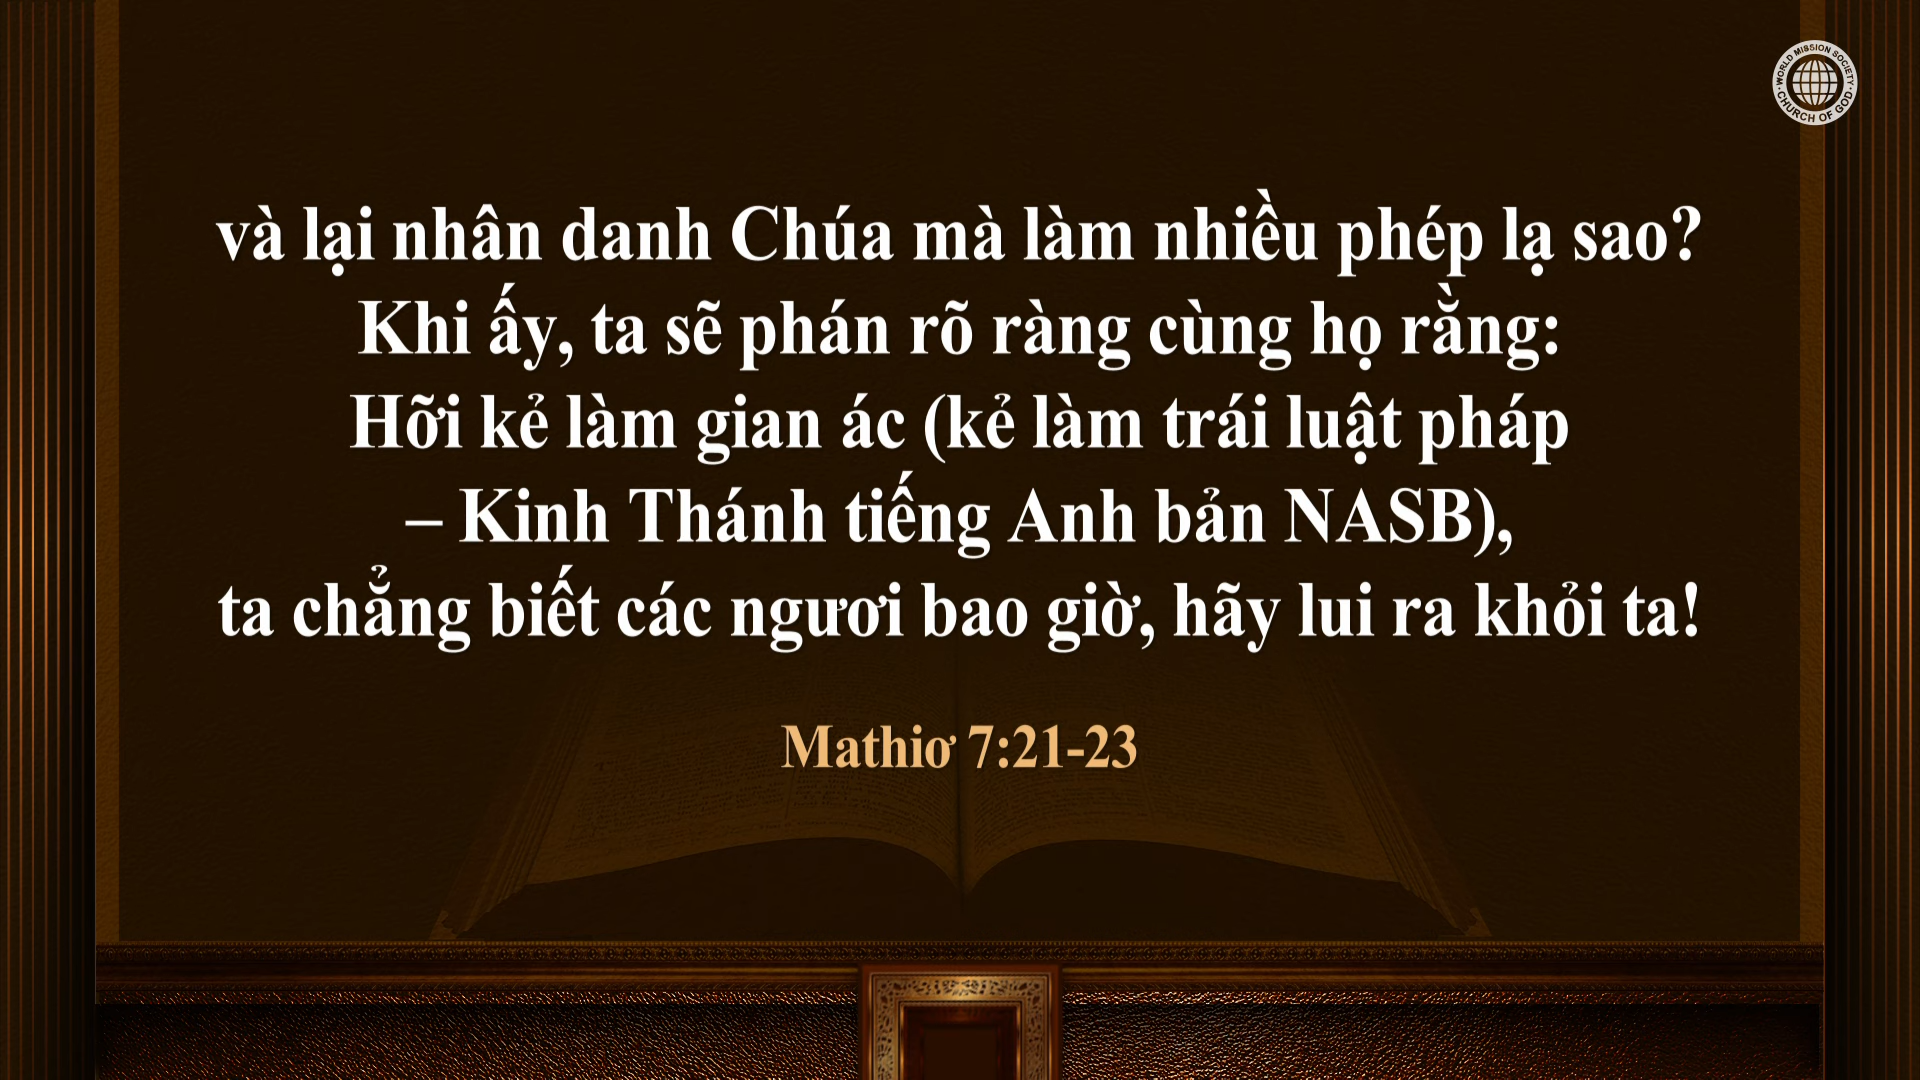 WORLD MISSION SOCIETY
CHURCH OF GOD
và lại nhân danh Chúa mà làm nhiều phép lạ sao?
Khi ấy, ta sẽ phán rõ ràng cùng họ rằng:
Hỡi kẻ làm gian ác (kẻ làm trái luật pháp
– Kinh Thánh tiếng Anh bản NASB),
ta chẳng biết các ngươi bao giờ, hãy lui ra khỏi ta!
Mathiơ 7:21-23